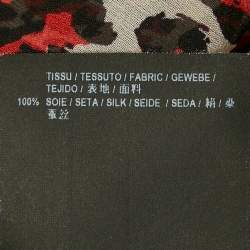 TISSU / TESSUTO / FABRIC / GEWEBE /
TEJIDO / 表地 / 面料
100% SOIE / SETA / SILK / SEIDE / SEDA / 絹 / 桑
蚕丝